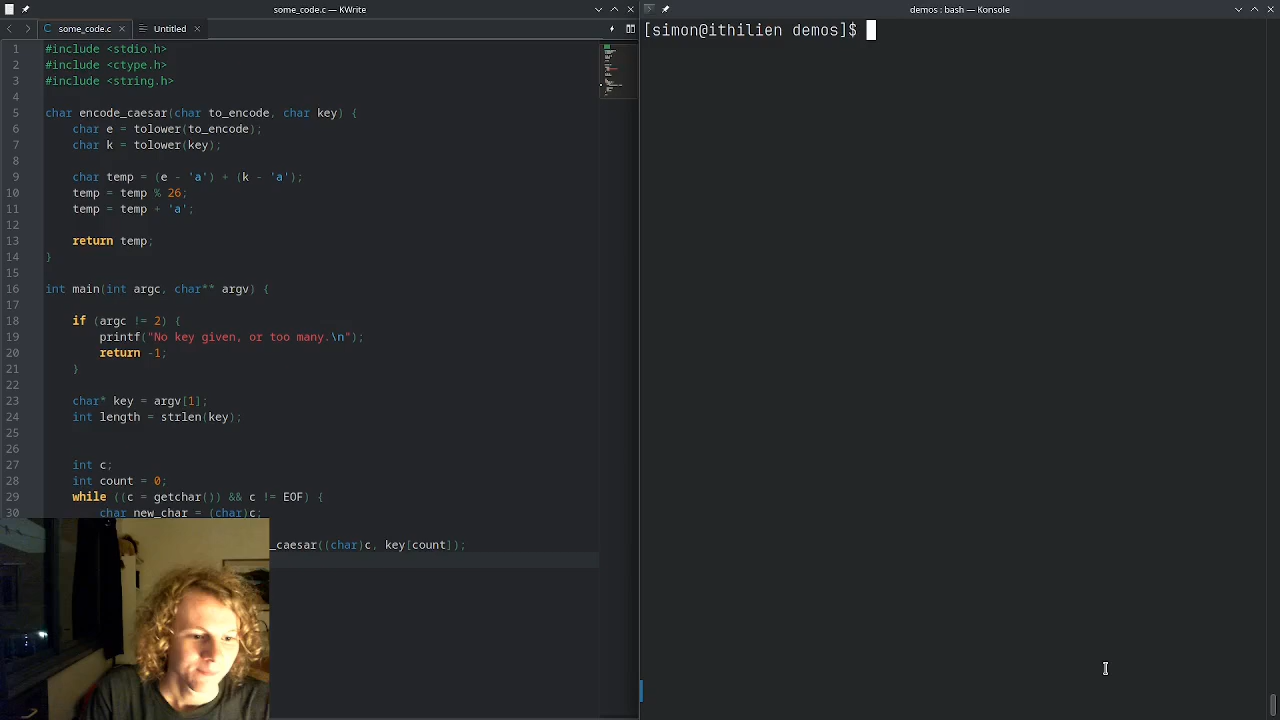 some_code.c — KWrite
some_code.c
Untitled
1 #include <stdio.h>
2 #include <ctype.h>
3 #include <string.h>
4
5 char encode_caesar(char to_encode, char key) {
6 char e = tolower(to_encode);
7 char k = tolower(key);
8
9 char temp = (e - 'a') + (k - 'a');
10 temp = temp % 26;
11 temp = temp + 'a';
12
13 return temp;
14 }
15
16 int main(int argc, char** argv) {
17
18 if (argc != 2) {
19 printf("No key given, or too many.\n");
20 return -1;
21 }
22
23 char* key = argv[1];
24 int length = strlen(key);
25
26
27 int c;
28 int count = 0;
29 while ((c = getchar()) && c != EOF) {
30 char new_char = (char)c;
_caesar((char)c, key[count]);
demos : bash — Konsole
[simon@ithilien demos]$